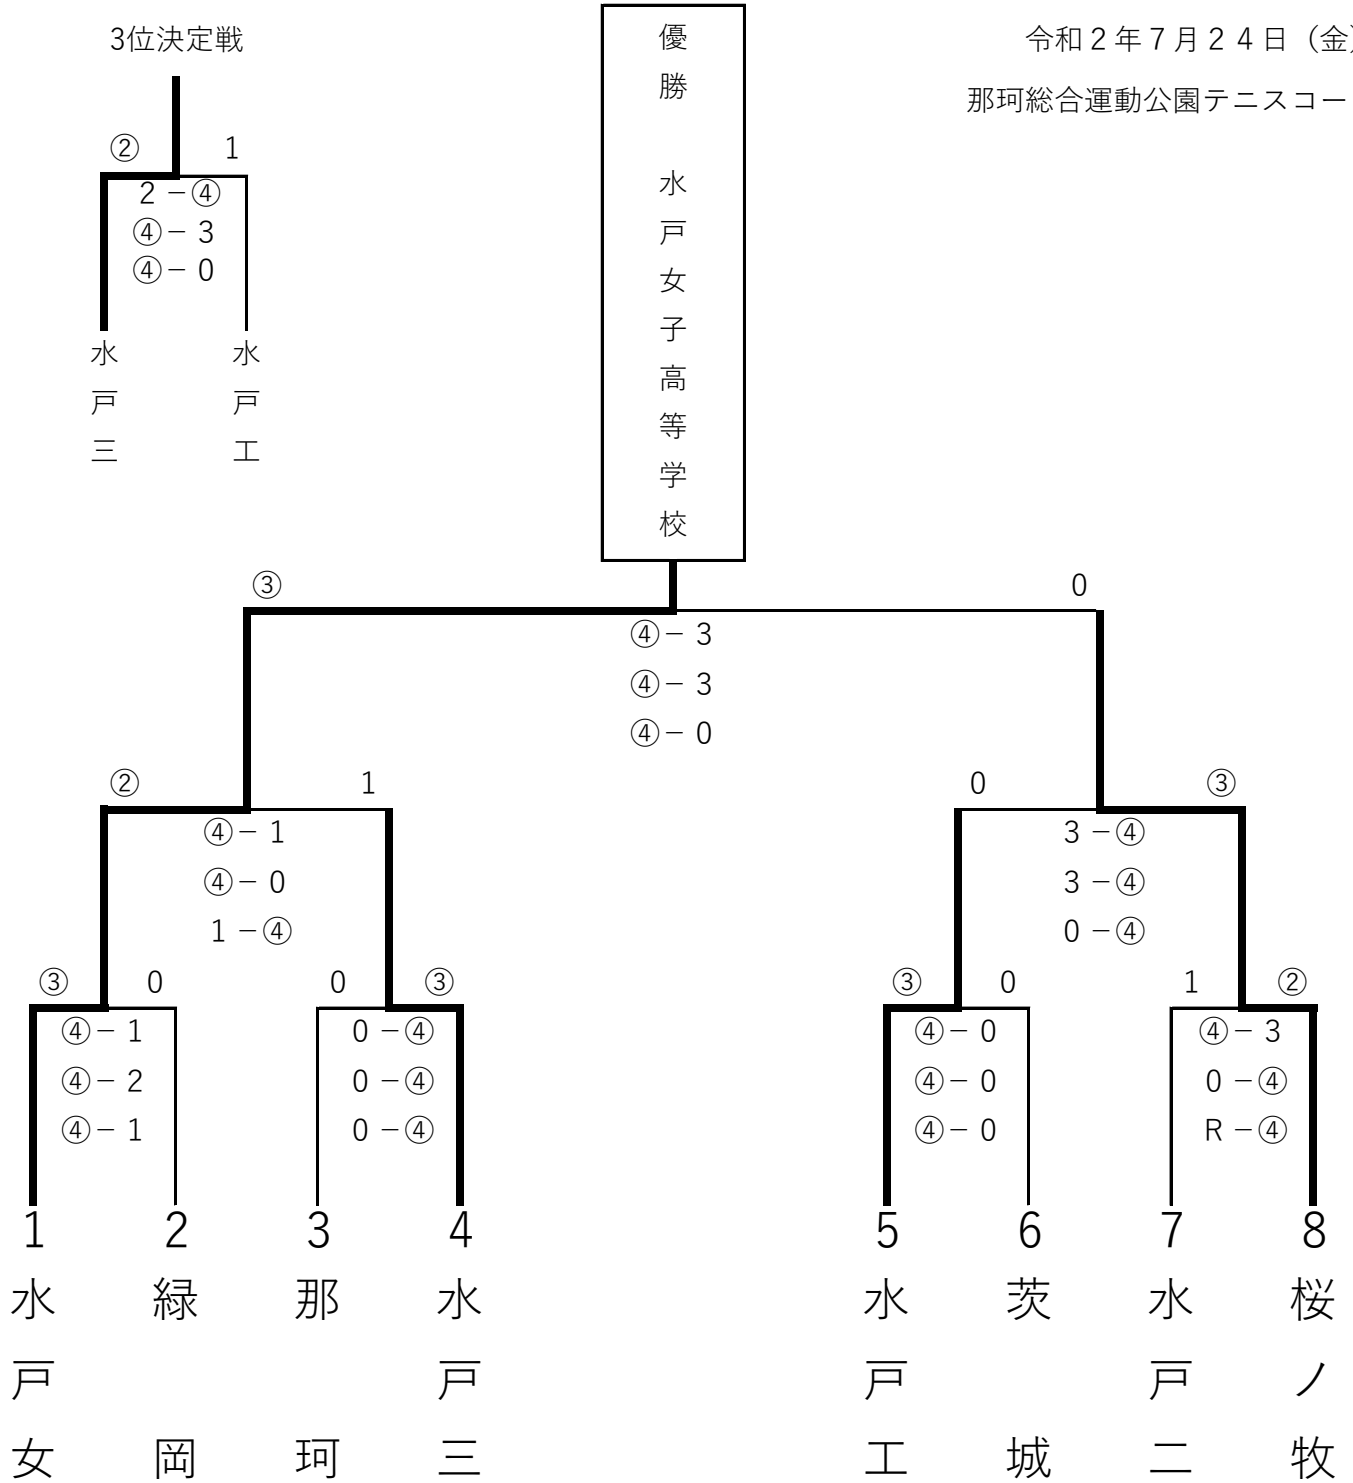 3位決定戦
② 1
2－④
④－3
④－0
水戸三
水戸工
優勝 水戸女子高等学校
令和２年７月２４日（金）
那珂総合運動公園テニスコー
③ 0
④－3
④－3
④－0
② 1
④－1
④－0
1－④
0 ③
3－④
3－④
0－④
③ 0
④－1
④－2
④－1
0 ③
0－④
0－④
0－④
③ 0
④－0
④－0
④－0
1 ②
④－3
0－④
R－④
1 2 3 4 5 6 7 8
水戸女
緑岡
那珂
水戸三
水戸工
茨城
水戸二
桜ノ牧